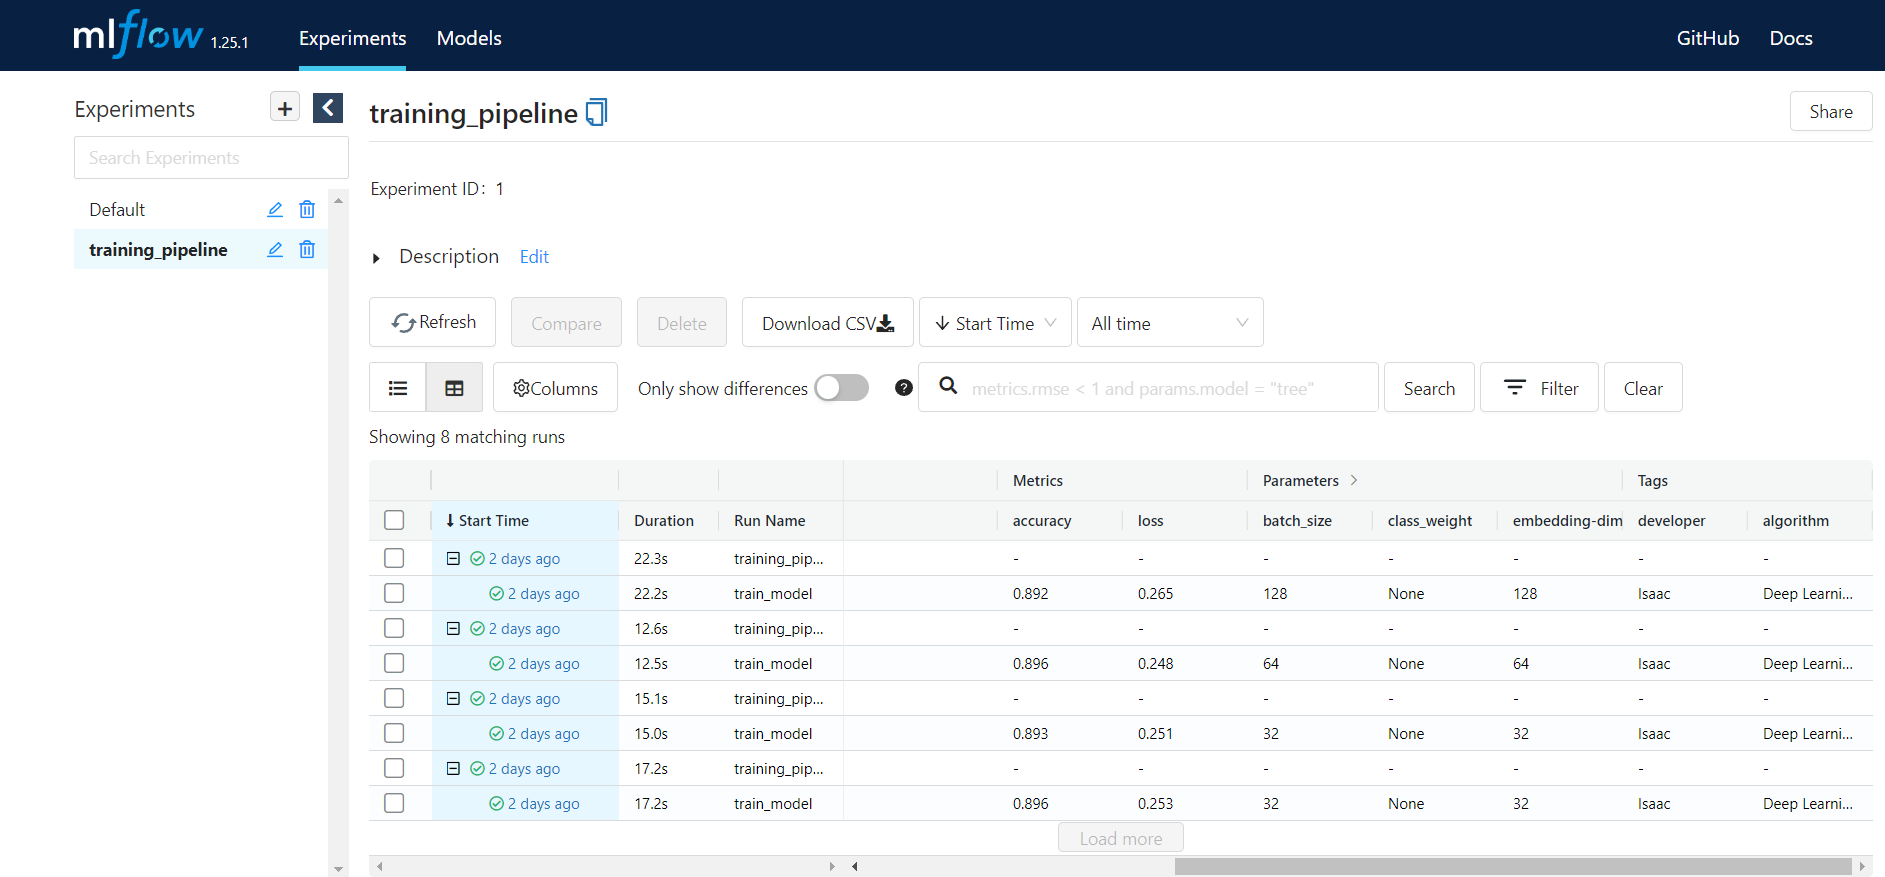 mlflow 1.25.1 Experiments Models GitHub Docs
Experiments
Search Experiments
Default
training_pipeline
training_pipeline Share
Experiment ID: 1
Description Edit
Refresh Compare Delete Download CSV Start Time All time
Columns Only show differences ? metrics.rmse < 1 and params.model = "tree" Search Filter Clear
Showing 8 matching runs
Metrics Parameters > Tags
↓ Start Time Duration Run Name accuracy loss batch_size class_weight embedding-dim developer algorithm
2 days ago 22.3s training_pip... - - - - - - -
2 days ago 22.2s train_model 0.892 0.265 128 None 128 Isaac Deep Learni...
2 days ago 12.6s training_pip... - - - - - - -
2 days ago 12.5s train_model 0.896 0.248 64 None 64 Isaac Deep Learni...
2 days ago 15.1s training_pip... - - - - - - -
2 days ago 15.0s train_model 0.893 0.251 32 None 32 Isaac Deep Learni...
2 days ago 17.2s training_pip... - - - - - - -
2 days ago 17.2s train_model 0.896 0.253 32 None 32 Isaac Deep Learni...
Load more